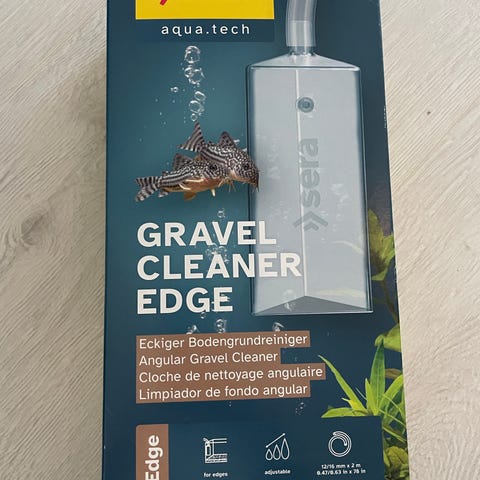 aqua.tech
sera
GRAVEL
CLEANER
EDGE
Eckiger Bodengrundreiniger
Angular Gravel Cleaner
Cloche de nettoyage angulaire
Limpiador de fondo angular
Edge
for edges
adjustable
12/16 mm x 2 m
0.47/0.63 in x 78 in